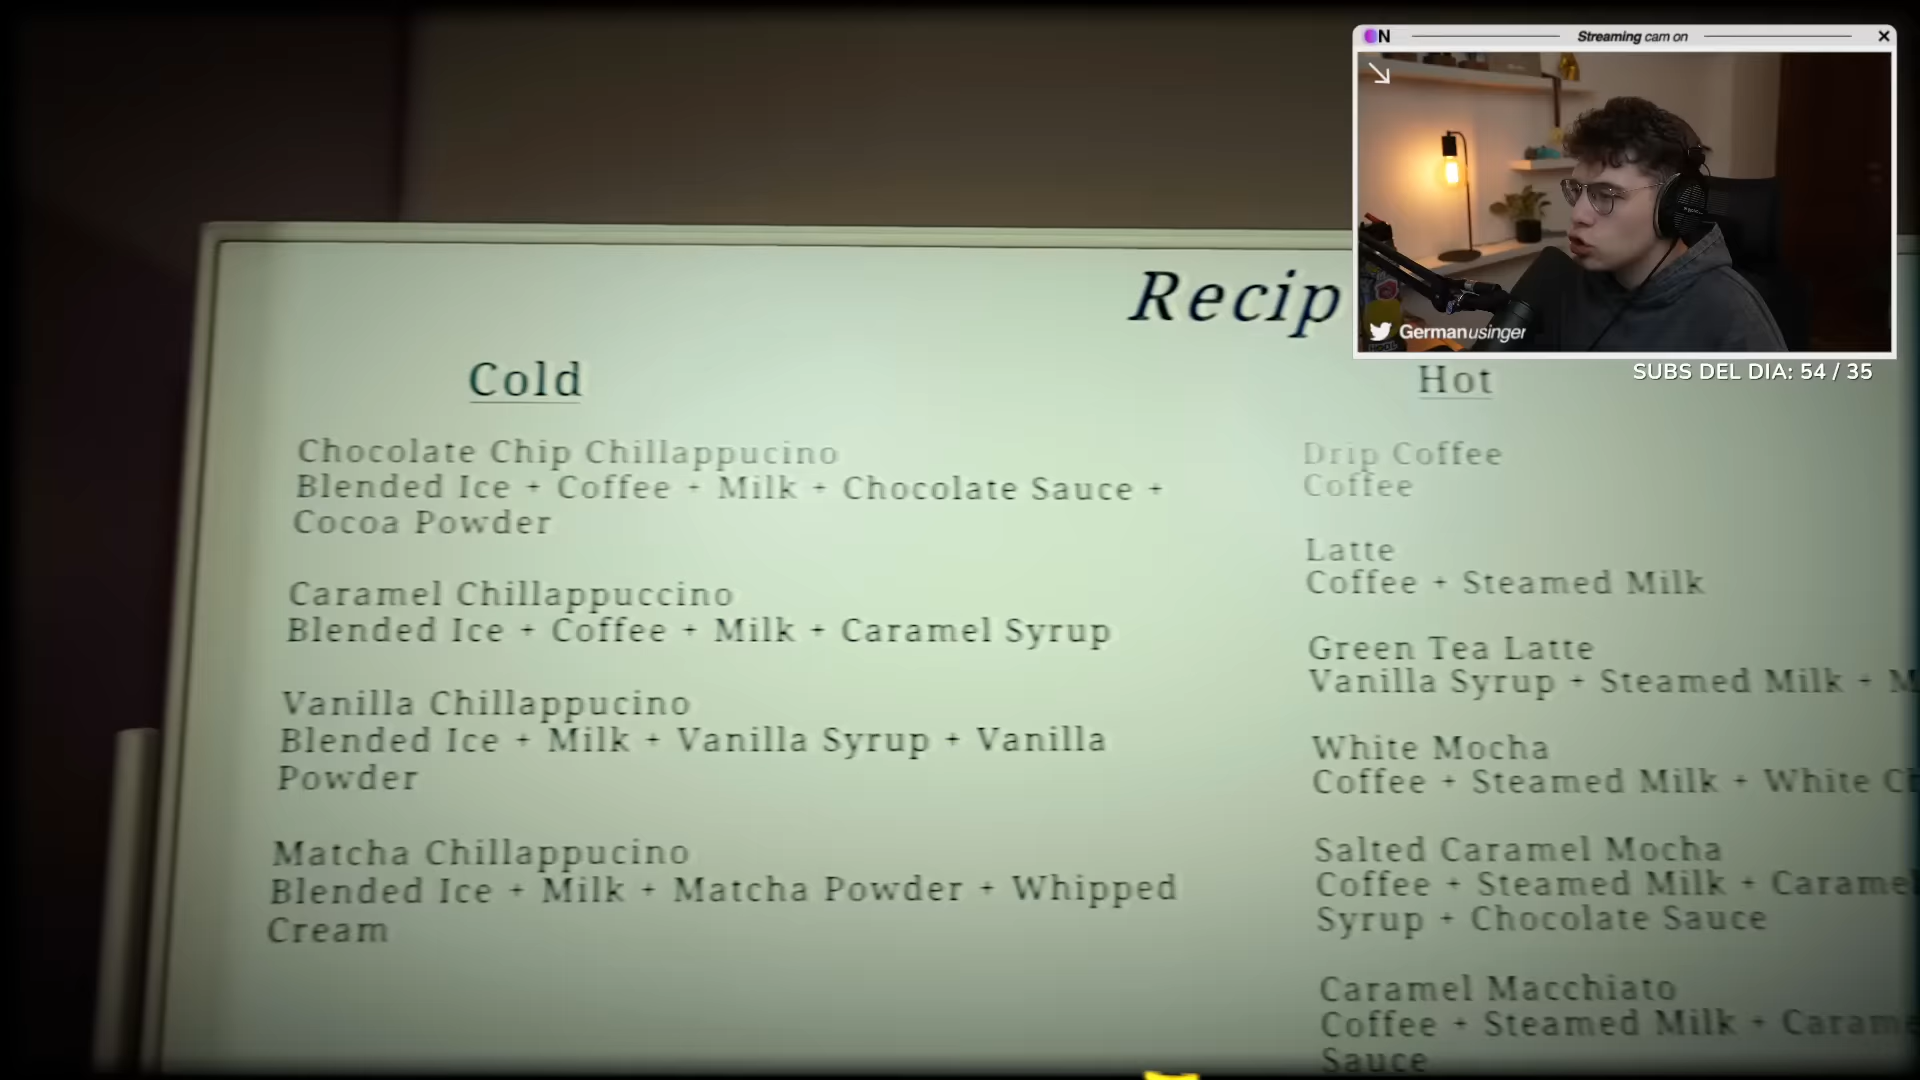 ON
Streaming cam on
Germanusinger
SUBS DEL DIA: 54 / 35
Recip
Cold
Chocolate Chip Chillappucino
Blended Ice + Coffee + Milk + Chocolate Sauce +
Cocoa Powder
Caramel Chillappuccino
Blended Ice + Coffee + Milk + Caramel Syrup
Vanilla Chillappucino
Blended Ice + Milk + Vanilla Syrup + Vanilla
Powder
Matcha Chillappucino
Blended Ice + Milk + Matcha Powder + Whipped
Cream
Hot
Drip Coffee
Coffee
Latte
Coffee + Steamed Milk
Green Tea Latte
Vanilla Syrup + Steamed Milk +
White Mocha
Coffee + Steamed Milk + White
Salted Caramel Mocha
Coffee + Steamed Milk + Caramel
Syrup + Chocolate Sauce
Caramel Macchiato
Coffee + Steamed Milk +
Sauce